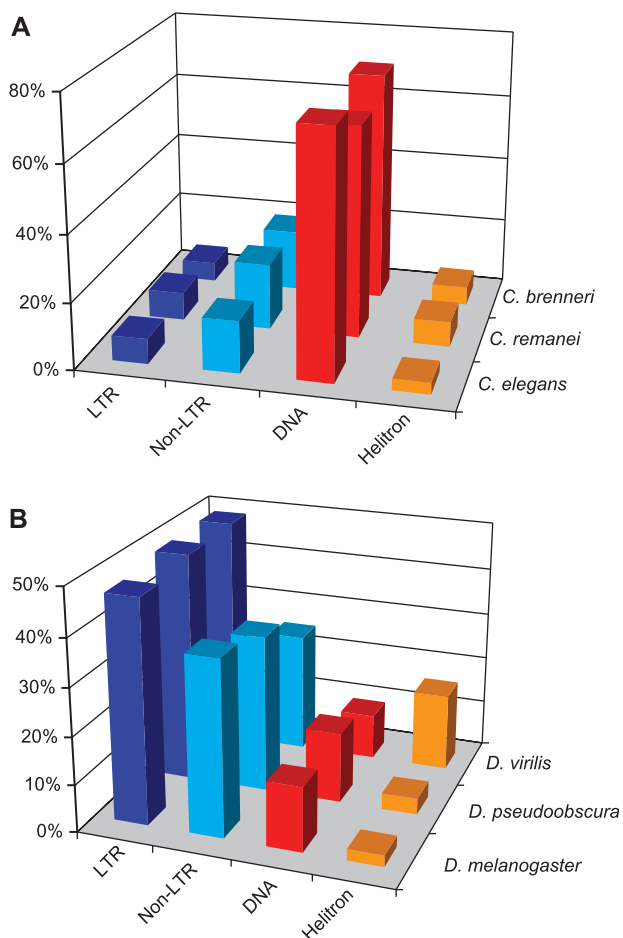 A
80%
60%
40%
20%
0%
LTR
Non-LTR
DNA
Helitron
C. brenneri
C. remanei
C. elegans
B
50%
40%
30%
20%
10%
0%
LTR
Non-LTR
DNA
Helitron
D. virilis
D. pseudoobscura
D. melanogaster